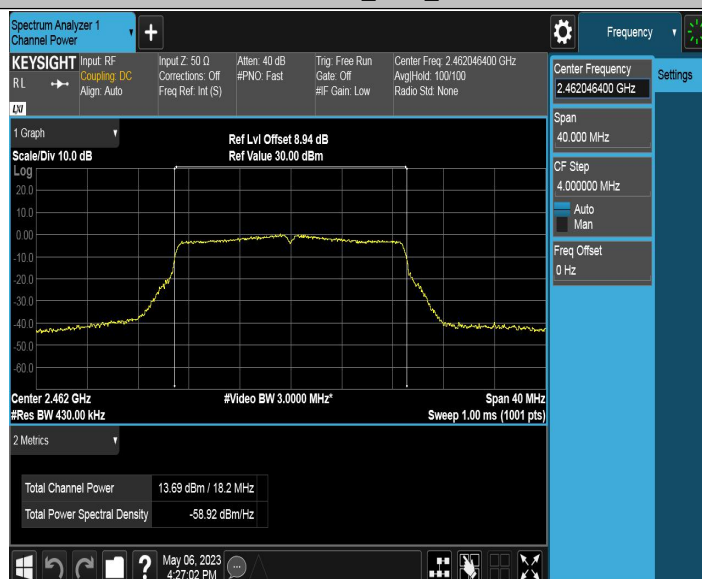 Spectrum Analyzer 1
Channel Power
KEYSIGHT
R L
LXI
Input: RF
Coupling: DC
Align: Auto
Input Z: 50 Ω
Corrections: Off
Freq Ref: Int (S)
Atten: 40 dB
#PNO: Fast
Trig: Free Run
Gate: Off
#IF Gain: Low
Center Freq: 2.462046400 GHz
Avg|Hold: 100/100
Radio Std: None
1 Graph
Scale/Div 10.0 dB
Ref Lvl Offset 8.94 dB
Ref Value 30.00 dBm
Log
20.0
10.0
0.00
-10.0
-20.0
-30.0
-40.0
-50.0
-60.0
Center 2.462 GHz
#Video BW 3.0000 MHz*
Span 40 MHz
#Res BW 430.00 kHz
Sweep 1.00 ms (1001 pts)
2 Metrics
Total Channel Power 13.69 dBm / 18.2 MHz
Total Power Spectral Density -58.92 dBm/Hz
?
May 06, 2023
4:27:02 PM
Frequency
Settings
Center Frequency
2.462046400 GHz
Span
40.000 MHz
CF Step
4.000000 MHz
Auto
Man
Freq Offset
0 Hz